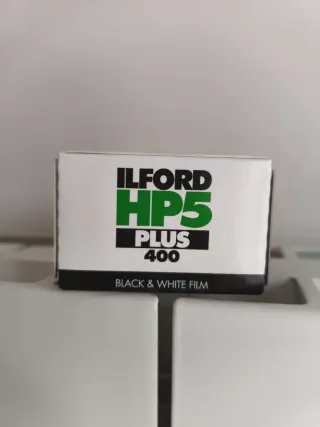 ILFORD
HP5
PLUS
400
BLACK & WHITE FILM